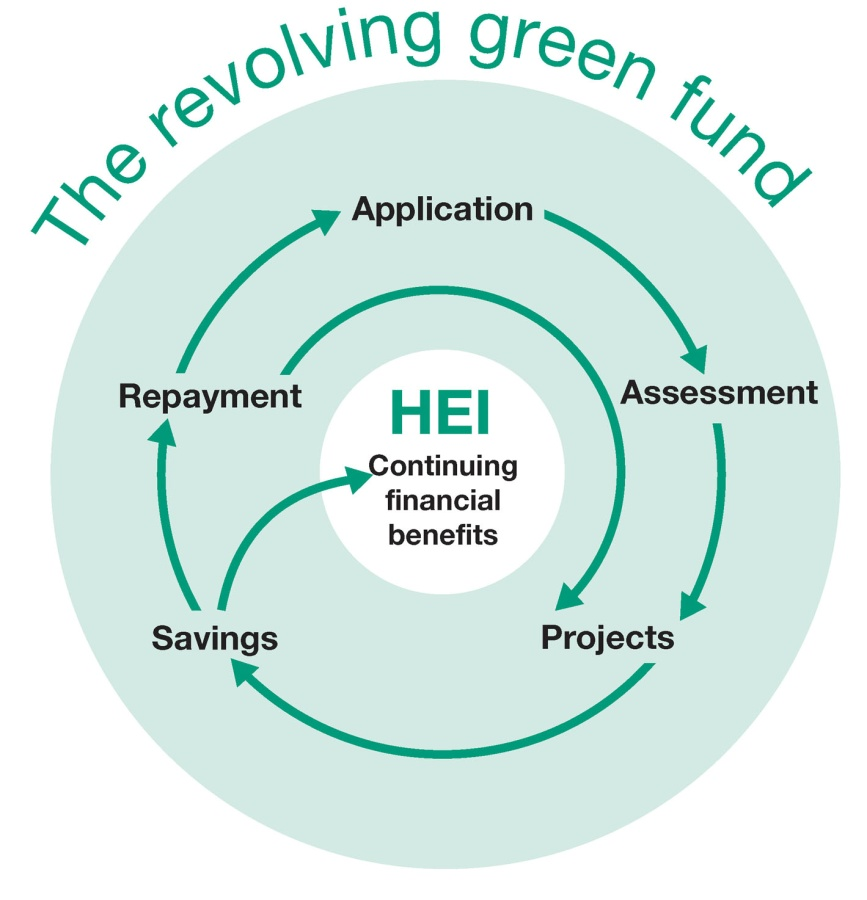 The revolving green fund
Application
Repayment
Assessment
HEI
Continuing
financial
benefits
Savings
Projects